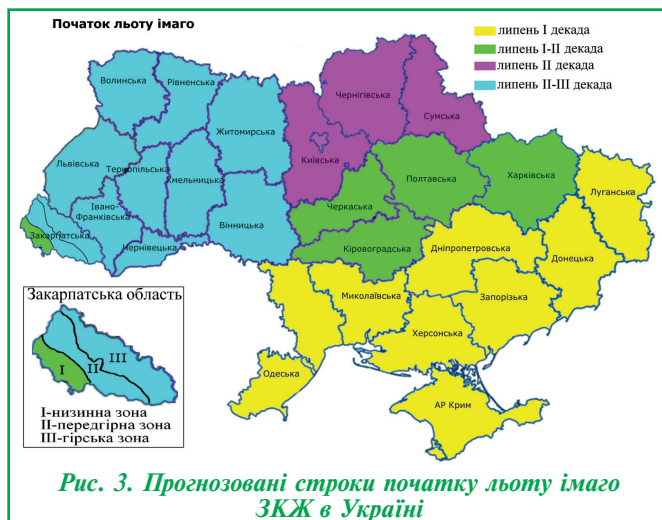 Початок льоту імаго
липень I декада
липень I-II декада
липень II декада
липень II-III декада
Волинська
Рівненська
Житомирська
Чернігівська
Сумська
Київська
Львівська
Тернопільська
Хмельницька
Івано-
Франківська
Закарпатська
Чернівецька
Вінницька
Черкаська
Полтавська
Харківська
Луганська
Кіровоградська
Дніпропетровська
Донецька
Миколаївська
Запорізька
Херсонська
Одеська
АР Крим
Закарпатська область
I
II
III
I-низинна зона
II-передгірна зона
III-гірська зона
Рис. 3. Прогнозовані строки початку льоту імаго
ЗКЖ в Україні